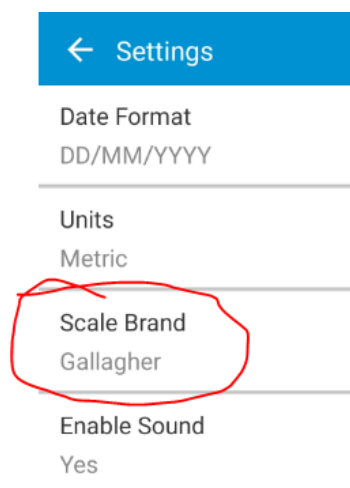 Settings
Date Format
DD/MM/YYYY
Units
Metric
Scale Brand
Gallagher
Enable Sound
Yes